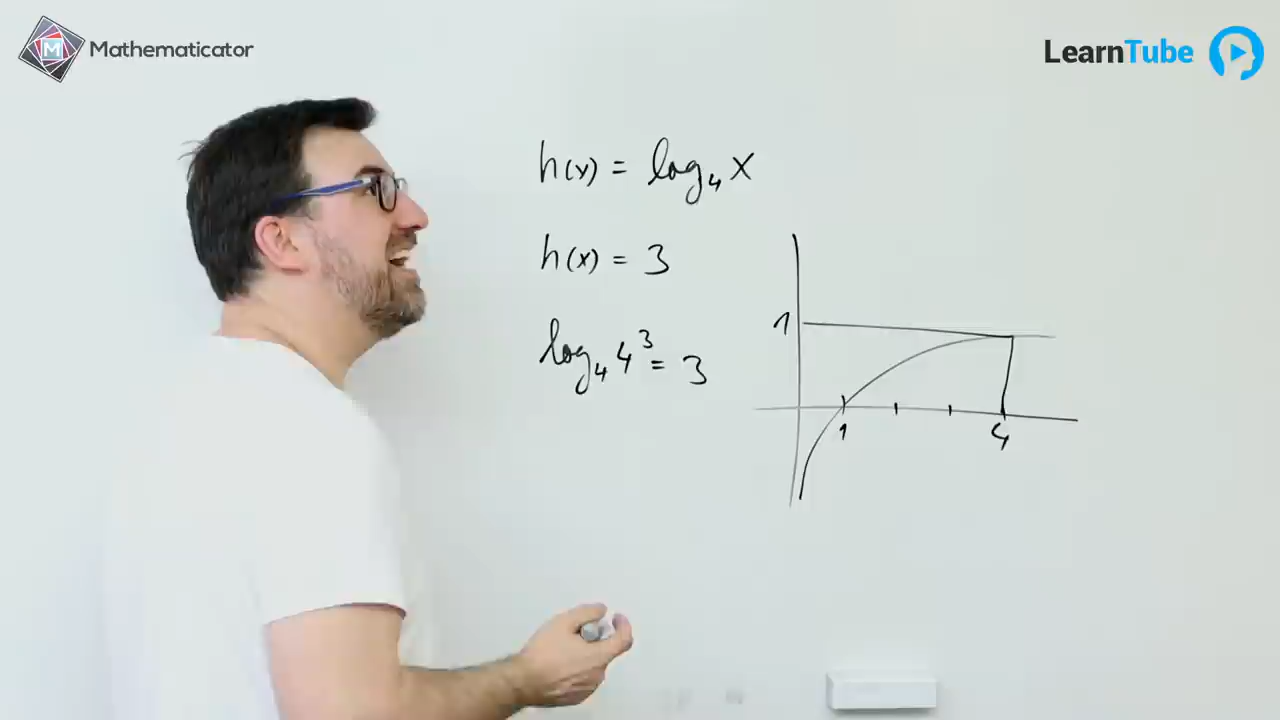 Mathematicator
LearnTube
h(x) = log₄ x
h(x) = 3
log₄ 4³ = 3
1
1
4